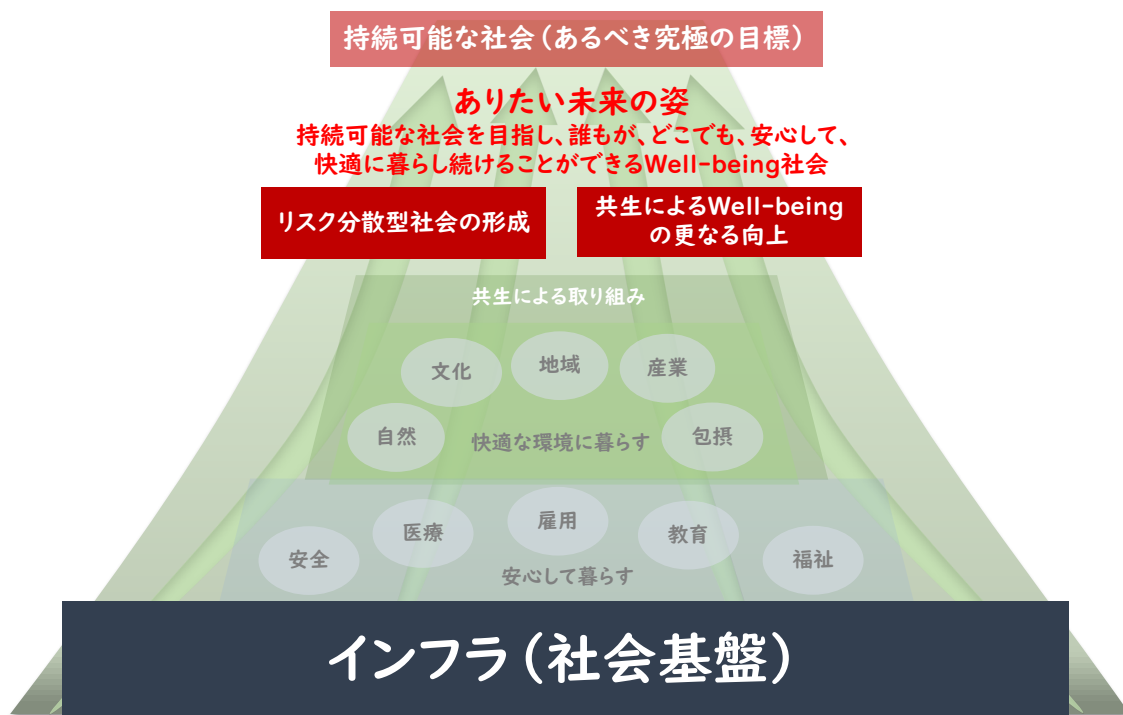 持続可能な社会（あるべき究極の目標）
ありたい未来の姿
持続可能な社会を目指し、誰もが、どこでも、安心して、
快適に暮らし続けることができるWell-being社会
リスク分散型社会の形成
共生によるWell-being
の更なる向上
共生による取り組み
文化
地域
産業
自然
快適な環境に暮らす
包摂
安全
医療
雇用
教育
福祉
安心して暮らす
インフラ（社会基盤）